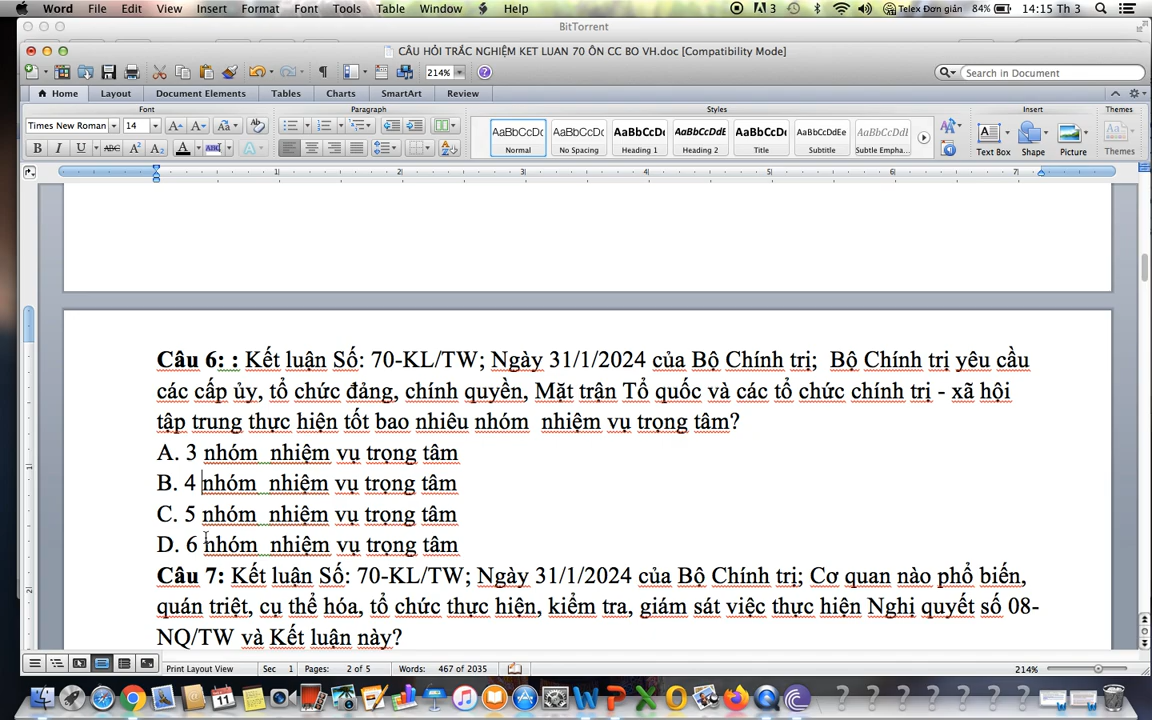 Word File Edit View Insert Format Font Tools Table Window Help Telex Đơn giản 84% 14:15 Th 3
BitTorrent
CÂU HỎI TRẮC NGHIỆM KET LUAN 70 ÔN CC BO VH.doc [Compatibility Mode]
214% Search in Document
Home Layout Document Elements Tables Charts SmartArt Review
Font Paragraph Styles Insert Themes
Times New Roman 14
AaBbCcDc AaBbCcDc AaBbCcDc AaBbCcDdE AaBbCcDc AaBbCcDdEe AaBbCcDdI
Normal No Spacing Heading 1 Heading 2 Title Subtitle Subtle Empha... Text Box Shape Picture Themes
1 2 3 4 5 6 7
Câu 6: : Kết luận Số: 70-KL/TW; Ngày 31/1/2024 của Bộ Chính trị; Bộ Chính trị yêu cầu
các cấp ủy, tổ chức đảng, chính quyền, Mặt trận Tổ quốc và các tổ chức chính trị - xã hội
tập trung thực hiện tốt bao nhiêu nhóm nhiệm vụ trọng tâm?
A. 3 nhóm nhiệm vụ trọng tâm
B. 4 nhóm nhiệm vụ trọng tâm
C. 5 nhóm nhiệm vụ trọng tâm
D. 6 nhóm nhiệm vụ trọng tâm
Câu 7: Kết luận Số: 70-KL/TW; Ngày 31/1/2024 của Bộ Chính trị; Cơ quan nào phổ biến,
quán triệt, cụ thể hóa, tổ chức thực hiện, kiểm tra, giám sát việc thực hiện Nghị quyết số 08-
NQ/TW và Kết luận này?
Print Layout View Sec 1 Pages: 2 of 5 Words: 467 of 2035 214%